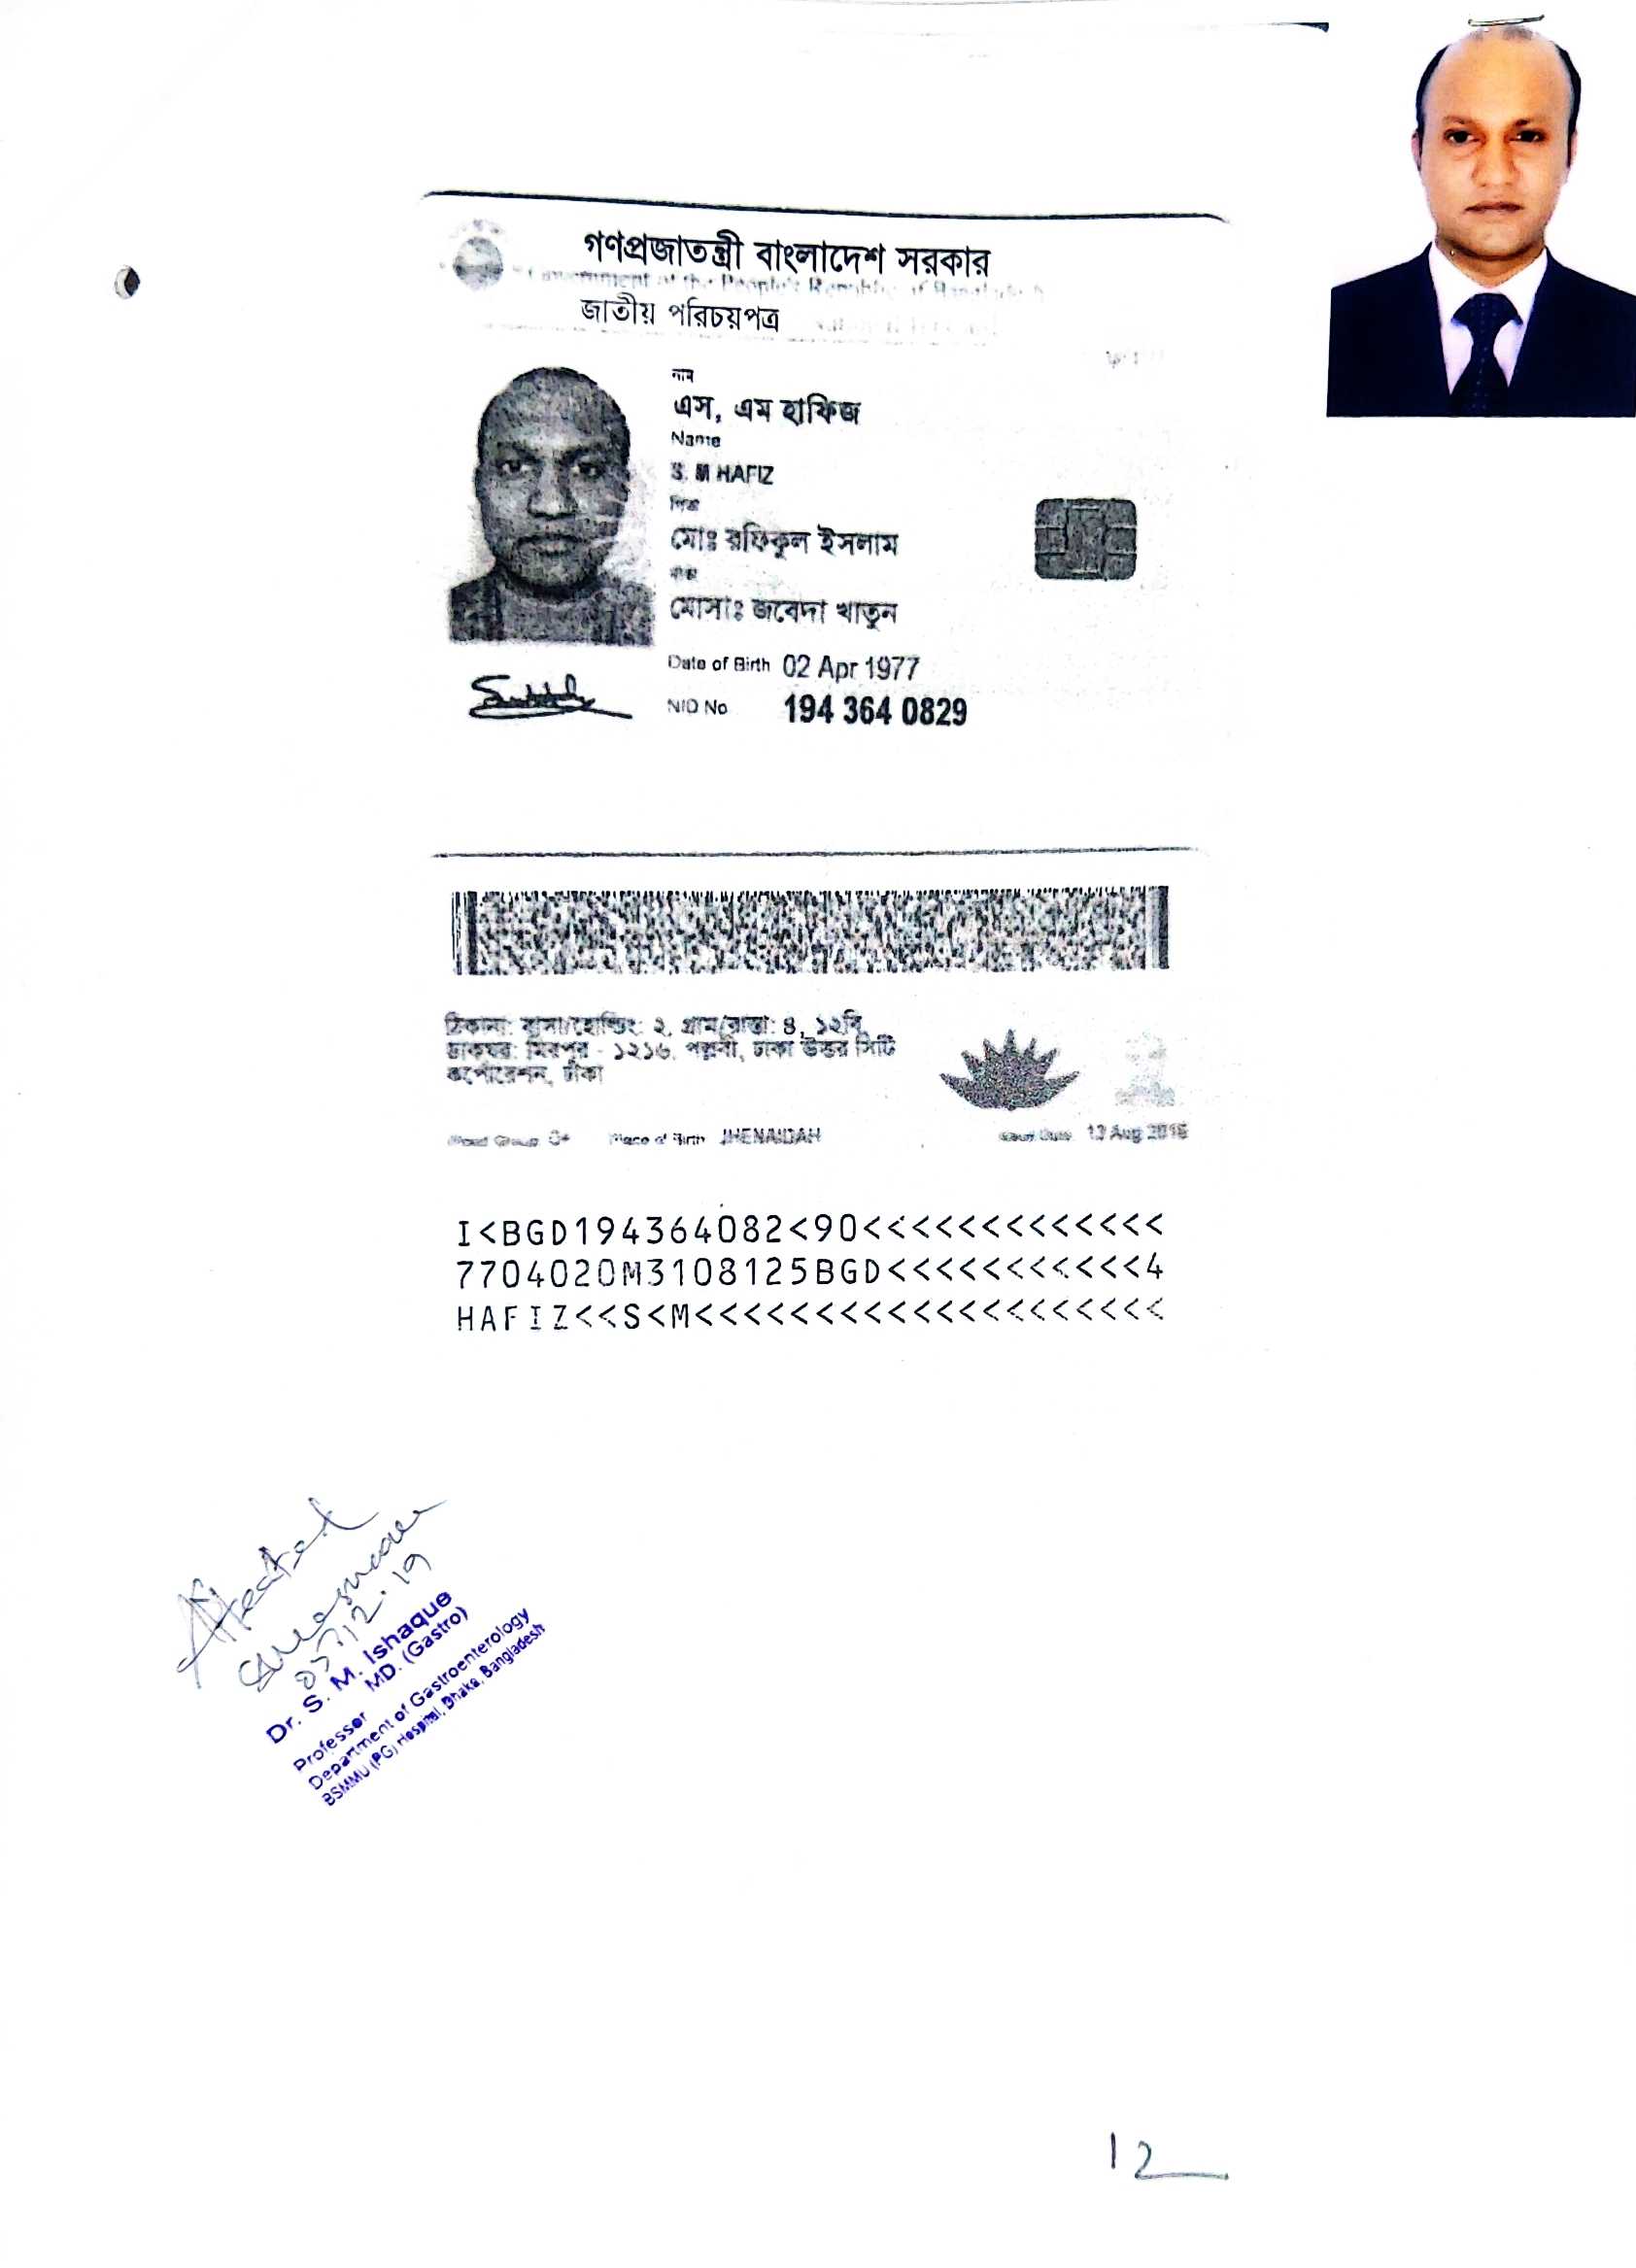 গণপ্রজাতন্ত্রী বাংলাদেশ সরকার
Government of the People's Republic of Bangladesh
জাতীয় পরিচয়পত্র
নাম
এস, এম হাফিজ
Name
S. M HAFIZ
পিতা
মোঃ রফিকুল ইসলাম
মাতা
মোসাঃ জবেদা খাতুন
Date of Birth 02 Apr 1977
NID No 194 364 0829
ঠিকানা: বাসা/হোল্ডিং: ২, গ্রাম/রাস্তা: ৪, ১২বি,
ডাকঘর: মিরপুর - ১২১৬, পল্লবী, ঢাকা উত্তর সিটি
কর্পোরেশন, ঢাকা
Blood Group: O+ Place of Birth: JHENAIDAH Issue Date: Aug 2016
I<BGD194364082<90<<<<<<<<<<<<<
7704020M3108125BGD<<<<<<<<<<<4
HAFIZ<<S<M<<<<<<<<<<<<<<<<<<<<
Attested
07/12.19
Dr. S. M. Ishaque
MD. (Gastro)
Professor
Department of Gastroenterology
BSMMU (PG) Hospital, Dhaka, Bangladesh
12